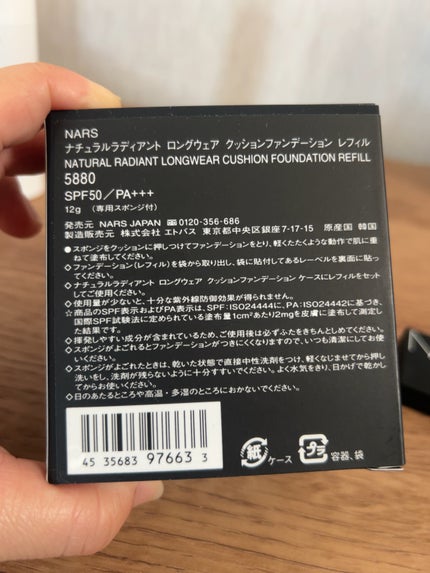 NARS
ナチュラルラディアント ロングウェア クッションファンデーション レフィル
NATURAL RADIANT LONGWEAR CUSHION FOUNDATION REFILL
5880
SPF50/PA+++
12g (専用スポンジ付)
発売元 NARS JAPAN 0120-356-686
製造販売元 株式会社 エトバス 東京都中央区銀座7-17-15 原産国 韓国
●スポンジをクッションに押しつけてファンデーションをとり、軽くたたくような動作で肌に重
ねて塗布してください。
◇ファンデーション(レフィル)を袋から取り出し、袋に貼付してあるレーベルを裏面に貼っ
てください。
◇ナチュラルラディアント ロングウェア クッションファンデーション ケースにレフィルをセット
してご使用ください。
◇使用量が少ないと、十分な紫外線防御効果が得られません。
☆商品のSPF表示およびPA表示は、SPF:ISO24444に、PA:ISO24442に基づき、
国際SPF試験法に定められている塗布量1cm²あたり2mgを皮膚に塗布して測定し
た結果です。
◇揮発しやすい成分が含まれているため、ご使用後は必ずふたをきちんとしめてください。
◇スポンジがよごれるとファンデーションがつきにくくなりますので、いつも清潔にしてお使
いください。
◇スポンジがよごれたときは、乾いた状態で直接中性洗剤をつけ、軽くなじませてから押し
洗いをし、洗剤が残らないように十分すすいでください。よく水気をきり、日かげで乾かし
てからお使いください。
◇日のあたるところや高温・多湿のところにおかないでください。
45 35683 97663 3
紙 ケース プラ 容器、袋